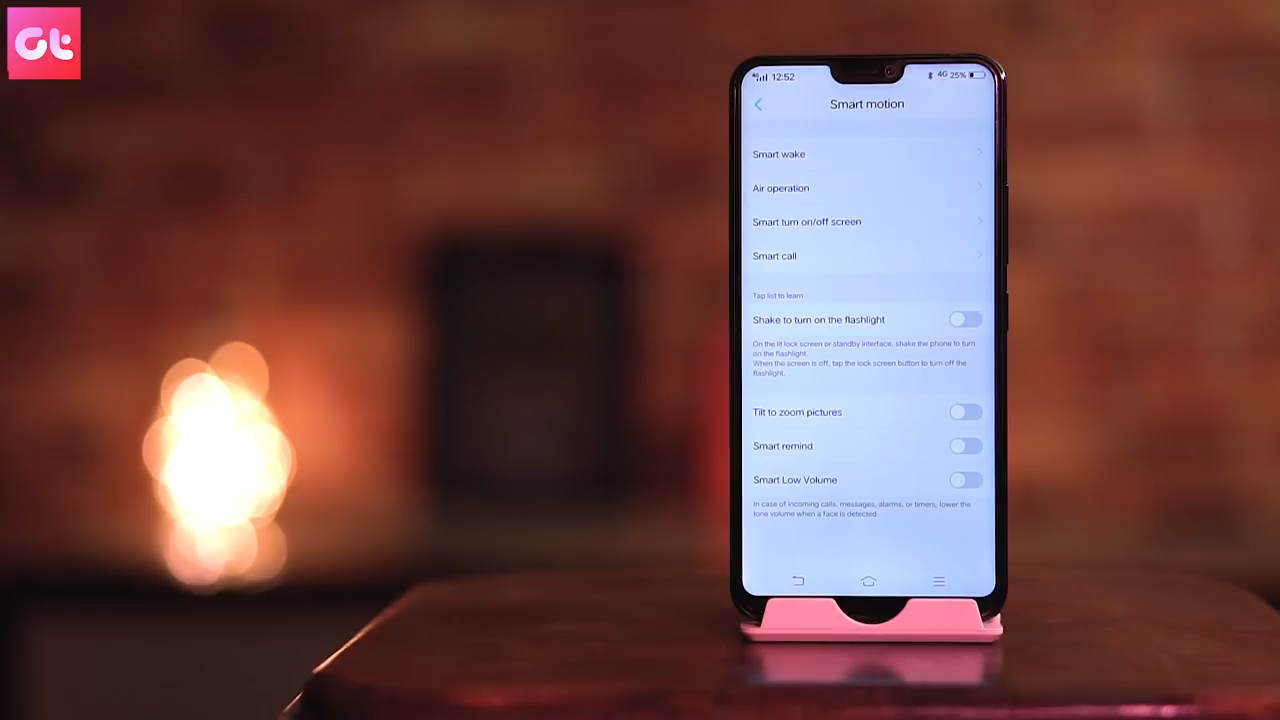 Gt
4G 12:52 4G 25%
Smart motion
Smart wake
Air operation
Smart turn on/off screen
Smart call
Tap list to learn
Shake to turn on the flashlight
On the lit lock screen or standby interface, shake the phone to turn
on the flashlight.
When the screen is off, tap the lock screen button to turn off the
flashlight.
Tilt to zoom pictures
Smart remind
Smart Low Volume
In case of incoming calls, messages, alarms, or timers, lower the
tone volume when a face is detected.